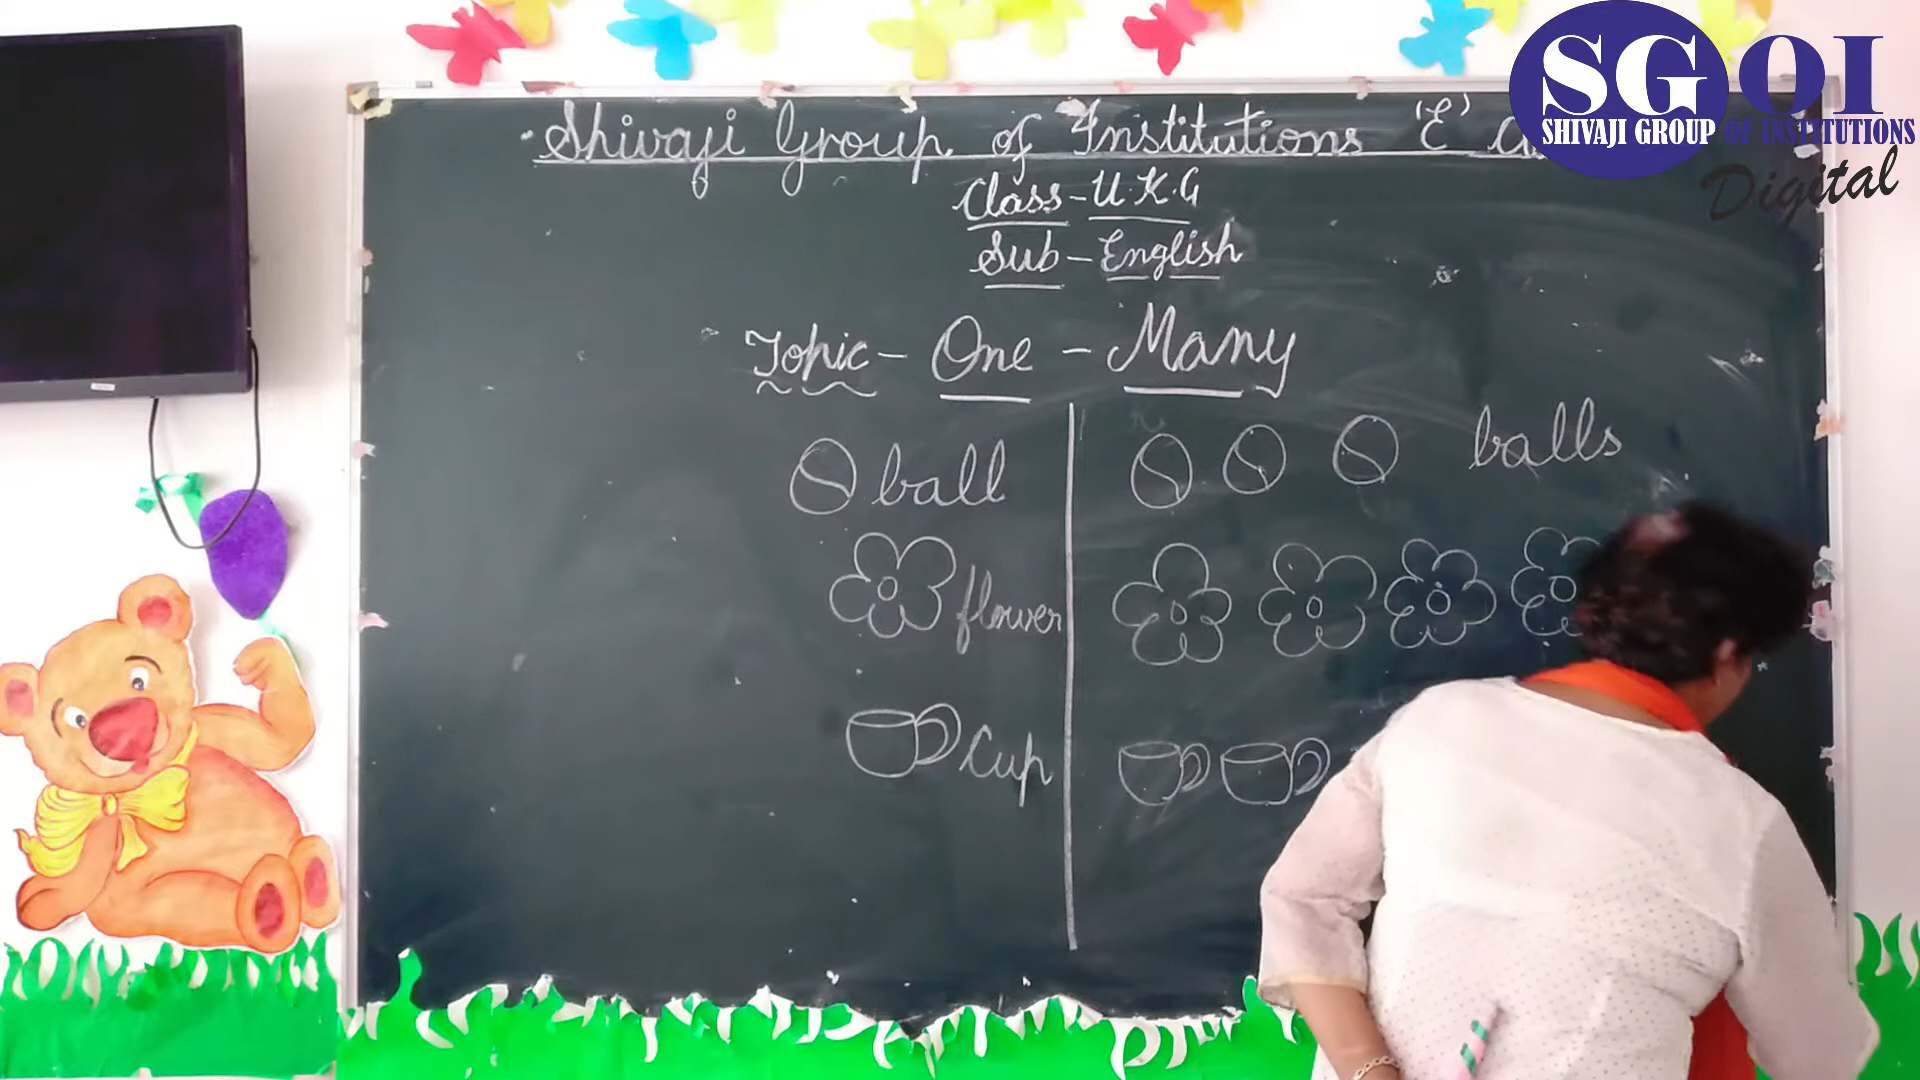 Shivaji Group of Institutions 'E'
Class - U.K.G
Sub - English
Topic - One - Many
ball
balls
flower
Cup
SGOI
SHIVAJI GROUP OF INSTITUTIONS
Digital